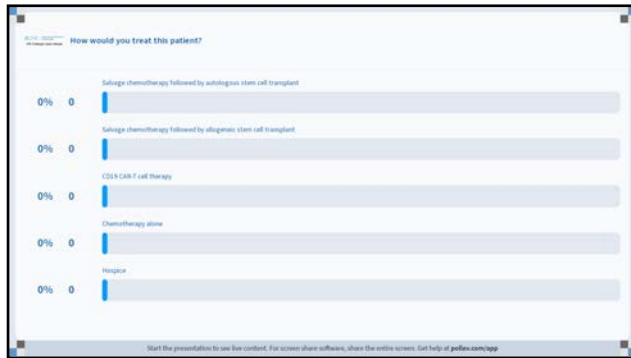 How would you treat this patient?
Salvage chemotherapy followed by autologous stem cell transplant
0% 0
Salvage chemotherapy followed by allogeneic stem cell transplant
0% 0
CD19 CAR-T cell therapy
0% 0
Chemotherapy alone
0% 0
Hospice
0% 0
Start the presentation to see live content. For screen share software, share the entire screen. Get help at pollev.com/app